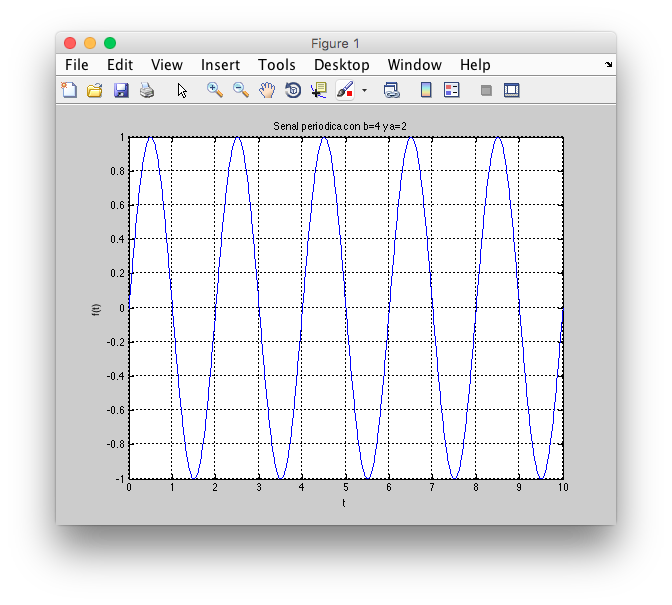 Figure 1
File Edit View Insert Tools Desktop Window Help
Senal periodica con b=4 y a=2
1
0.8
0.6
0.4
0.2
0
-0.2
-0.4
-0.6
-0.8
-1
f(t)
0 1 2 3 4 5 6 7 8 9 10
t